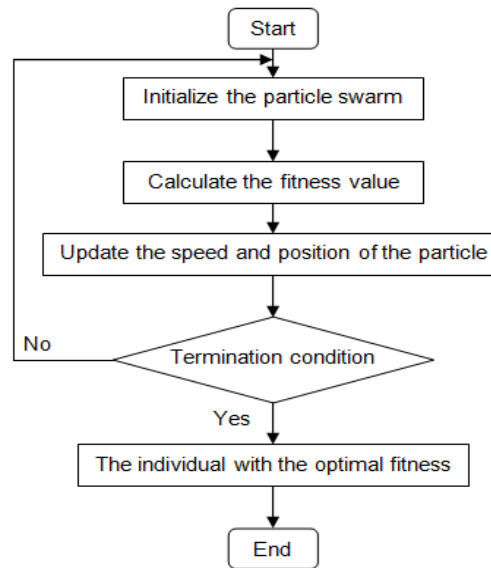 Start
Initialize the particle swarm
Calculate the fitness value
Update the speed and position of the particle
No
Termination condition
Yes
The individual with the optimal fitness
End